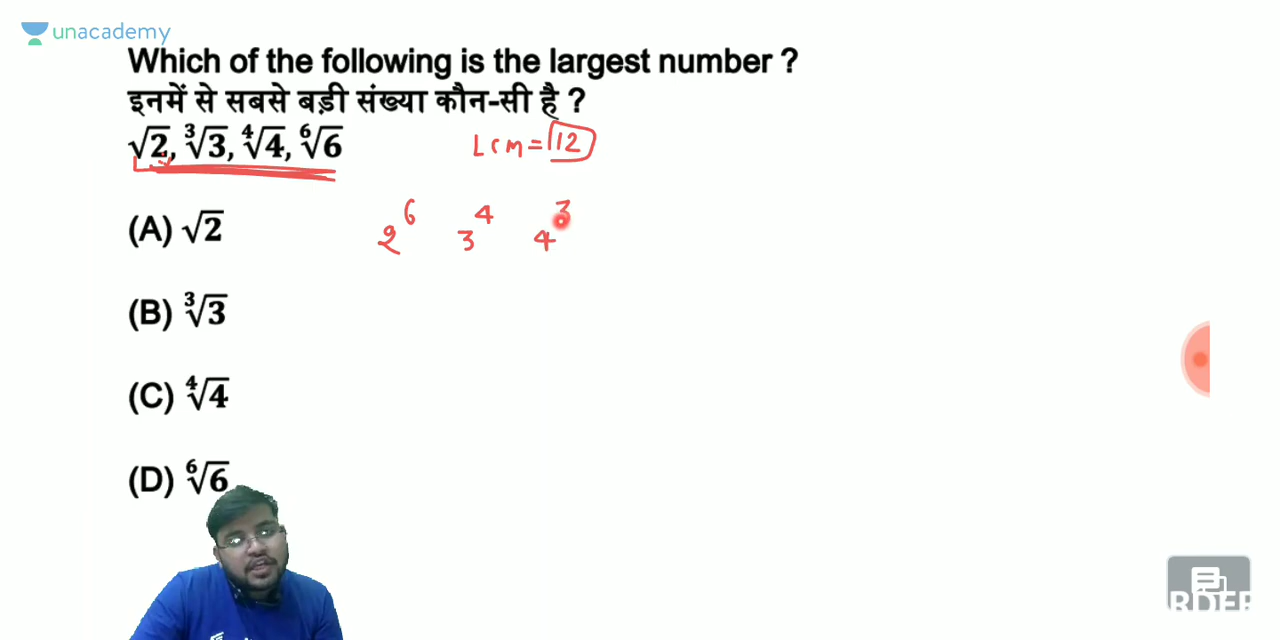 unacademy
Which of the following is the largest number ?
इनमें से सबसे बड़ी संख्या कौन-सी है ?
√2, ∛3, ∜4, ⁶√6
LCM = 12
2⁶ 3⁴ 4³
(A) √2
(B) ∛3
(C) ∜4
(D) ⁶√6
RDER